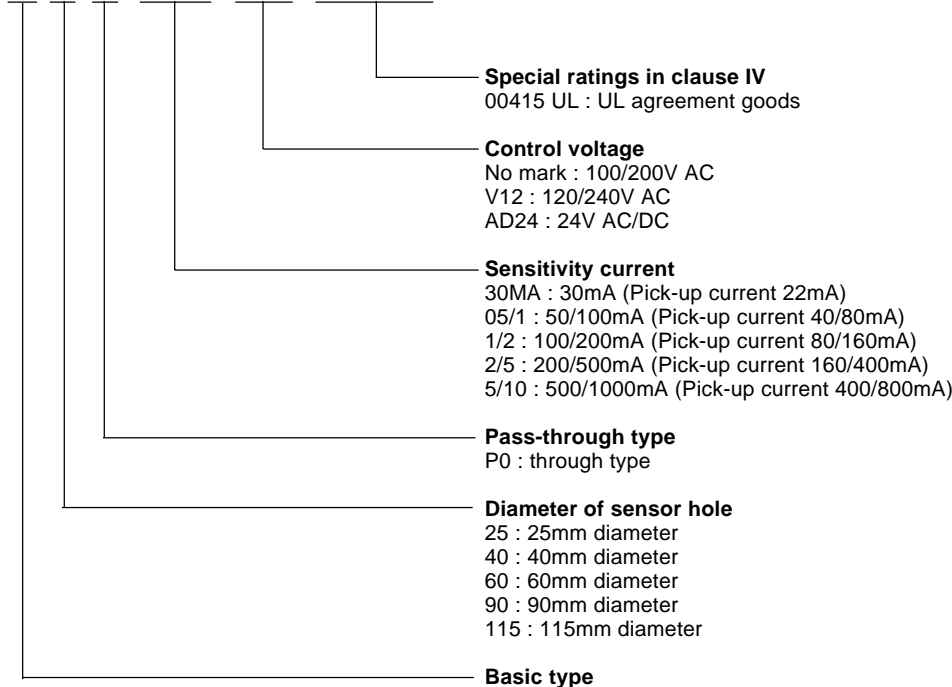 Special ratings in clause IV
00415 UL : UL agreement goods
Control voltage
No mark : 100/200V AC
V12 : 120/240V AC
AD24 : 24V AC/DC
Sensitivity current
30MA : 30mA (Pick-up current 22mA)
05/1 : 50/100mA (Pick-up current 40/80mA)
1/2 : 100/200mA (Pick-up current 80/160mA)
2/5 : 200/500mA (Pick-up current 160/400mA)
5/10 : 500/1000mA (Pick-up current 400/800mA)
Pass-through type
P0 : through type
Diameter of sensor hole
25 : 25mm diameter
40 : 40mm diameter
60 : 60mm diameter
90 : 90mm diameter
115 : 115mm diameter
Basic type